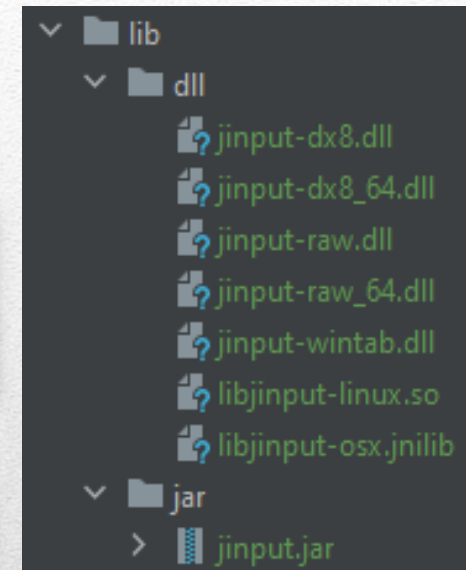 lib
dll
jinput-dx8.dll
jinput-dx8_64.dll
jinput-raw.dll
jinput-raw_64.dll
jinput-wintab.dll
libjinput-linux.so
libjinput-osx.jnilib
jar
jinput.jar